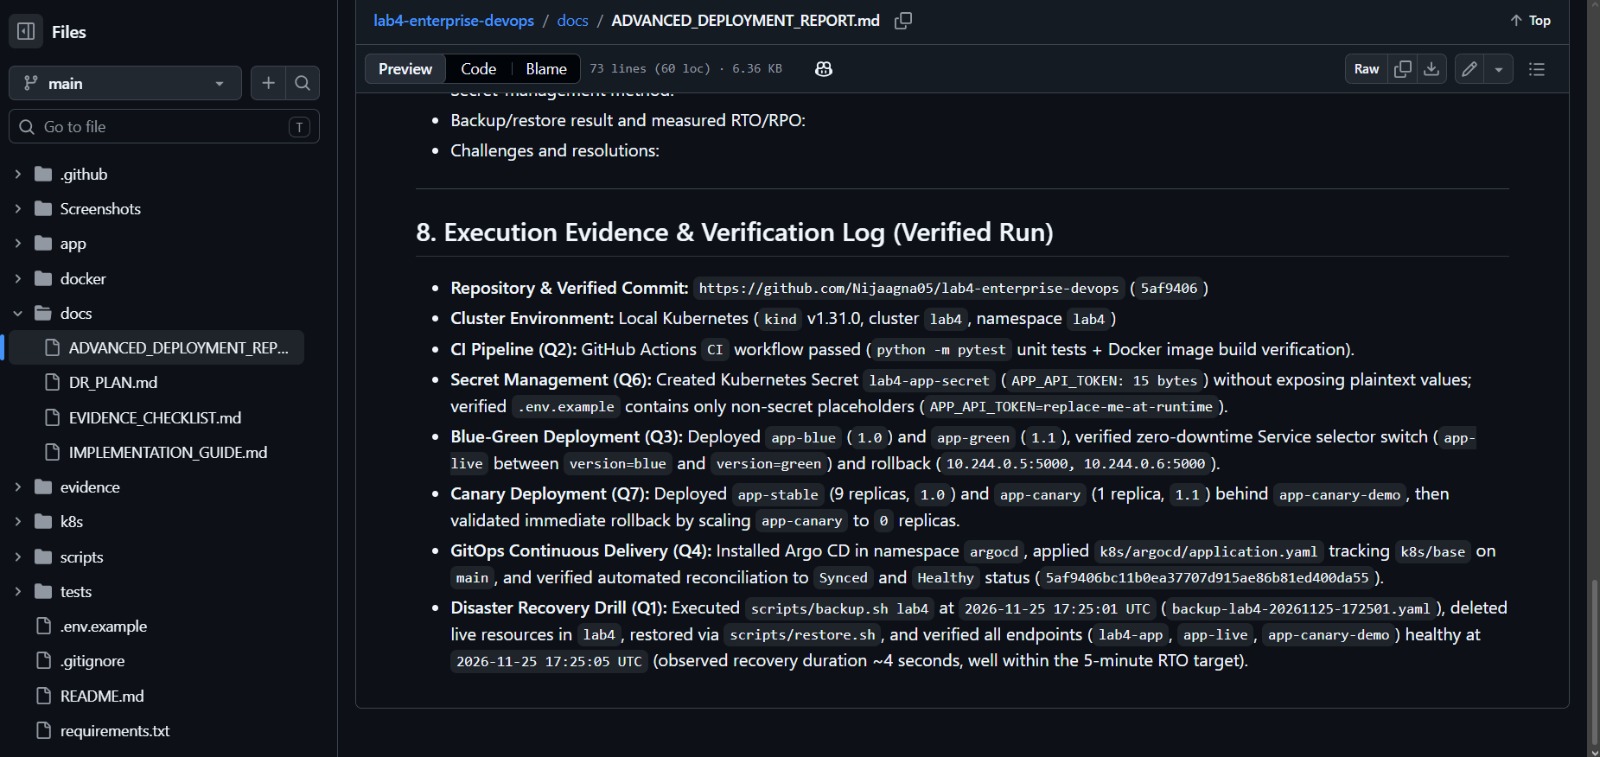 Files
main
Go to file
T
.github
Screenshots
app
docker
docs
ADVANCED_DEPLOYMENT_REP...
DR_PLAN.md
EVIDENCE_CHECKLIST.md
IMPLEMENTATION_GUIDE.md
evidence
k8s
scripts
tests
.env.example
.gitignore
README.md
requirements.txt
lab4-enterprise-devops / docs / ADVANCED_DEPLOYMENT_REPORT.md
Top
Preview Code Blame 73 lines (60 loc) · 6.36 KB
Raw
Secret management method:
• Backup/restore result and measured RTO/RPO:
• Challenges and resolutions:
8. Execution Evidence & Verification Log (Verified Run)
• Repository & Verified Commit: https://github.com/Nijaagna05/lab4-enterprise-devops ( 5af9406 )
• Cluster Environment: Local Kubernetes ( kind v1.31.0, cluster lab4 , namespace lab4 )
• CI Pipeline (Q2): GitHub Actions CI workflow passed ( python -m pytest unit tests + Docker image build verification).
• Secret Management (Q6): Created Kubernetes Secret lab4-app-secret ( APP_API_TOKEN: 15 bytes ) without exposing plaintext values;
verified .env.example contains only non-secret placeholders ( APP_API_TOKEN=replace-me-at-runtime ).
• Blue-Green Deployment (Q3): Deployed app-blue ( 1.0 ) and app-green ( 1.1 ), verified zero-downtime Service selector switch ( app-
live between version=blue and version=green ) and rollback ( 10.244.0.5:5000, 10.244.0.6:5000 ).
• Canary Deployment (Q7): Deployed app-stable (9 replicas, 1.0 ) and app-canary (1 replica, 1.1 ) behind app-canary-demo , then
validated immediate rollback by scaling app-canary to 0 replicas.
• GitOps Continuous Delivery (Q4): Installed Argo CD in namespace argocd , applied k8s/argocd/application.yaml tracking k8s/base on
main , and verified automated reconciliation to Synced and Healthy status ( 5af9406bc11b0ea37707d915ae86b81ed400da55 ).
• Disaster Recovery Drill (Q1): Executed scripts/backup.sh lab4 at 2026-11-25 17:25:01 UTC ( backup-lab4-20261125-172501.yaml ), deleted
live resources in lab4 , restored via scripts/restore.sh , and verified all endpoints ( lab4-app , app-live , app-canary-demo ) healthy at
2026-11-25 17:25:05 UTC (observed recovery duration ~4 seconds, well within the 5-minute RTO target).